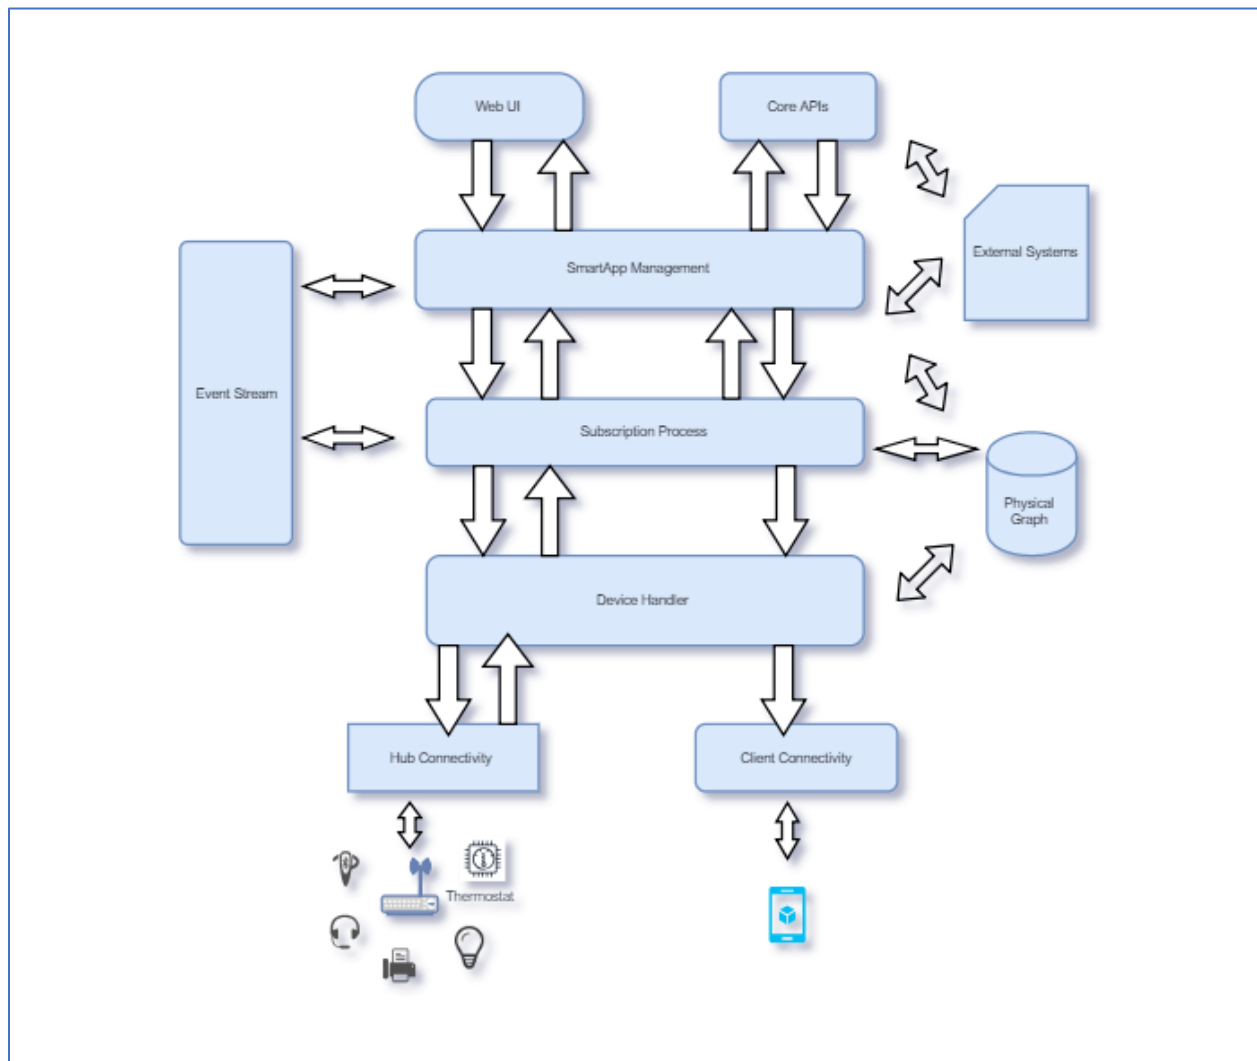 Web UI
Core APIs
External Systems
SmartApp Management
Event Stream
Subscription Process
Physical
Graph
Device Handler
Hub Connectivity
Client Connectivity
Thermostat